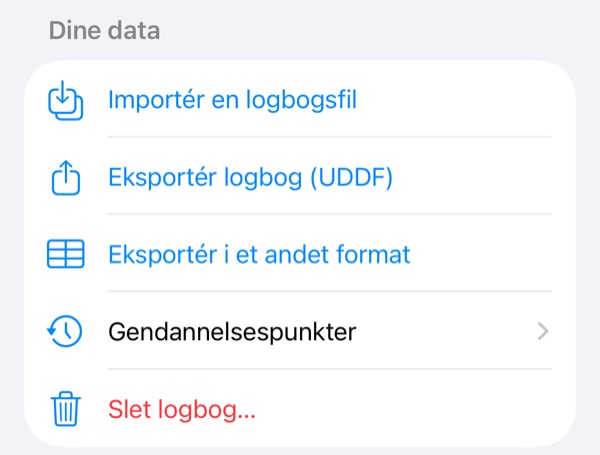 Dine data
Importér en logbogsfil
Eksportér logbog (UDDF)
Eksportér i et andet format
Gendannelsespunkter
Slet logbog...